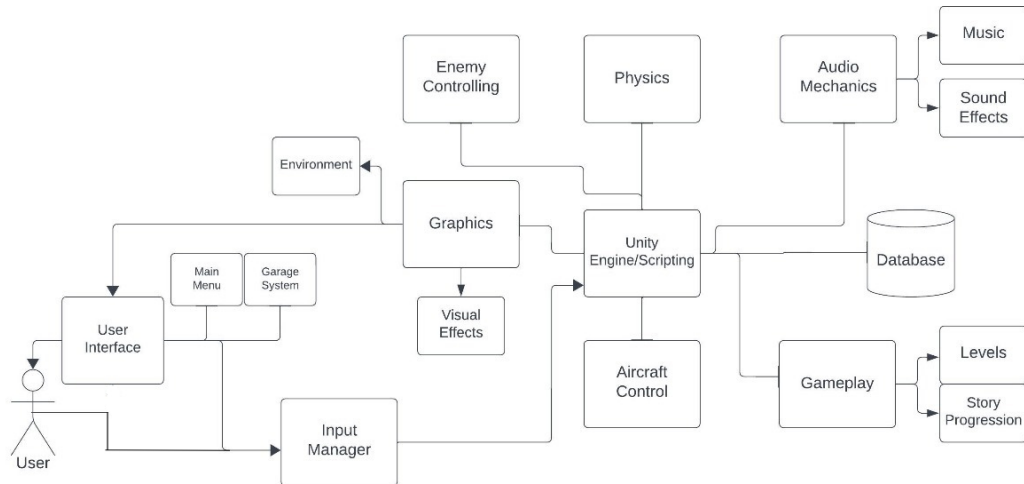 Music
Enemy
Controlling
Physics
Audio
Mechanics
Sound
Effects
Environment
Graphics
Unity
Engine/Scripting
Database
Main
Menu
Garage
System
User
Interface
Visual
Effects
Levels
Aircraft
Control
Gameplay
Story
Progression
Input
Manager
User